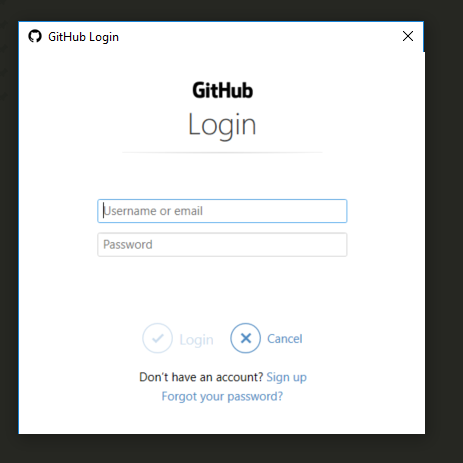 GitHub Login
GitHub
Login
Username or email
Password
Login Cancel
Don't have an account? Sign up
Forgot your password?